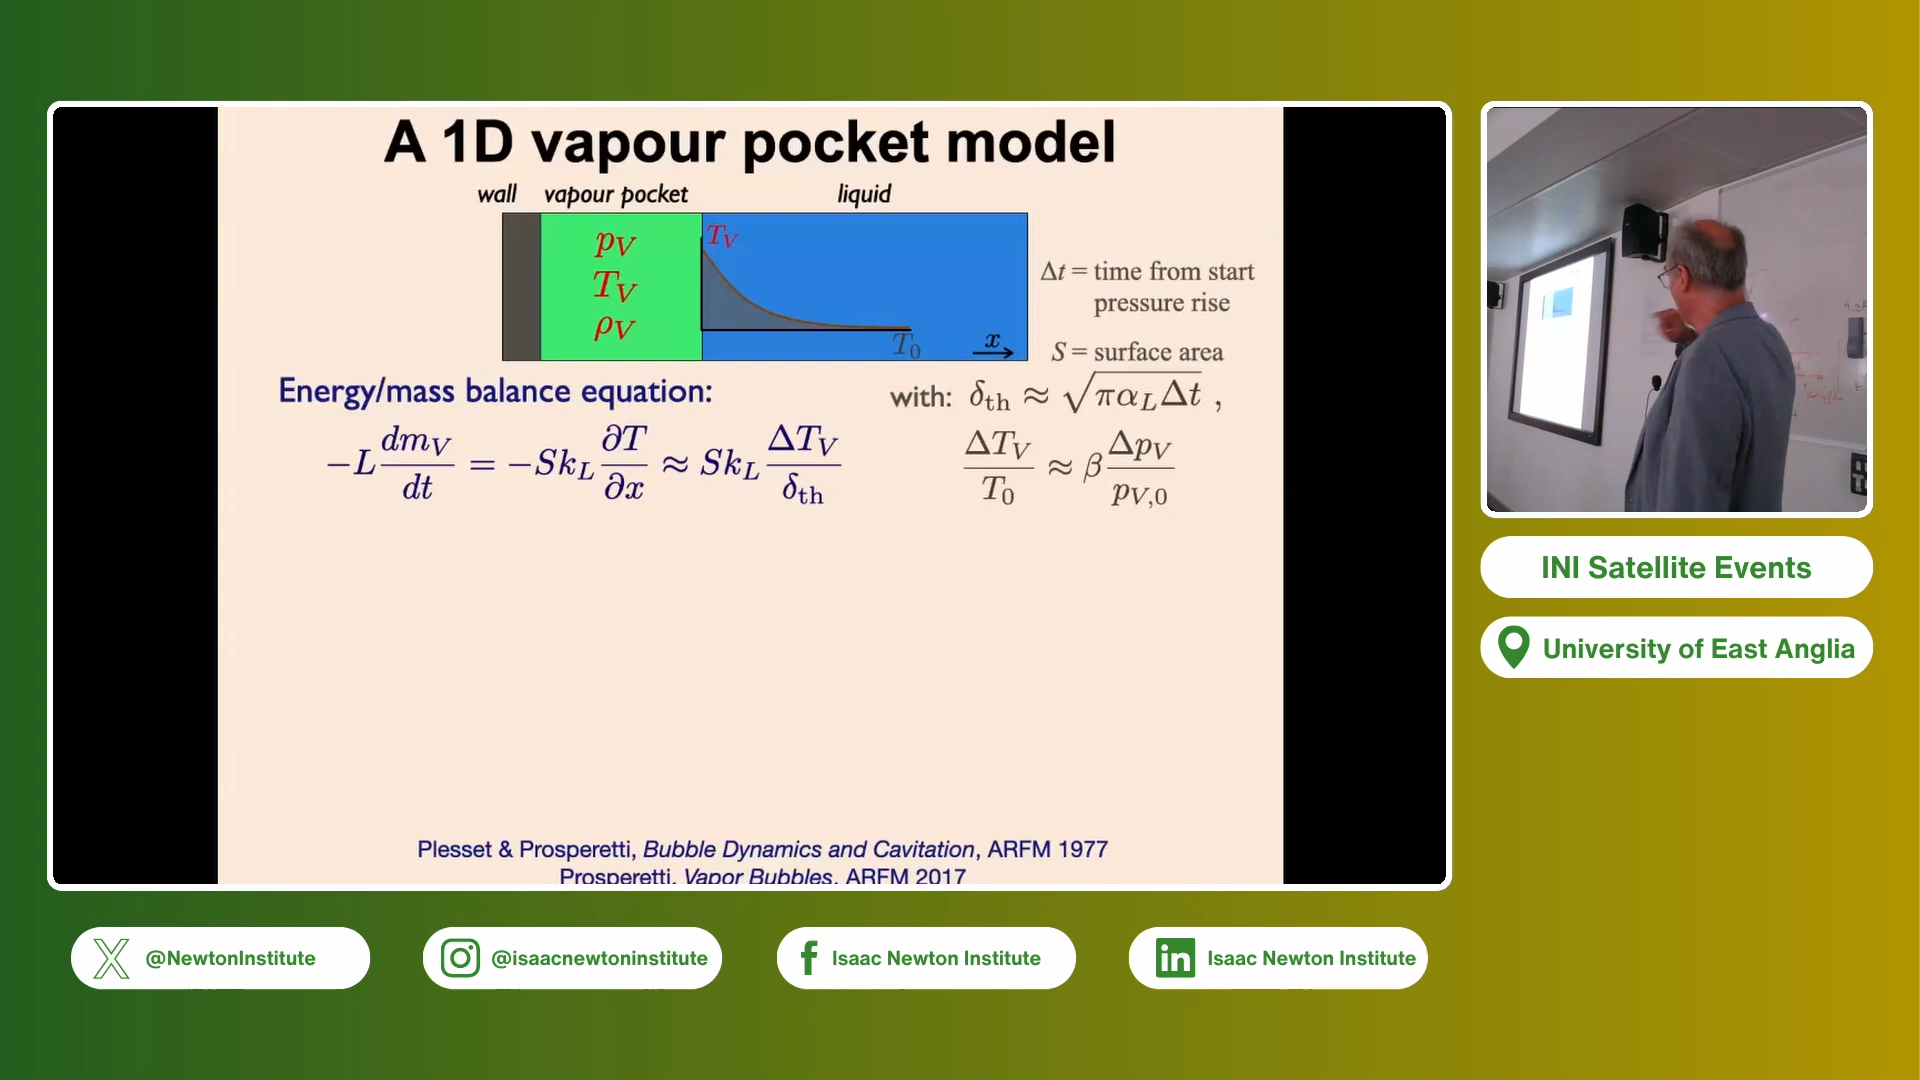 A 1D vapour pocket model
wall vapour pocket liquid
p_V
T_V
ρ_V
T_V
T_0
x
Δt = time from start
pressure rise
S = surface area
Energy/mass balance equation:
−L dm_V/dt = −Sk_L ∂T/∂x ≈ Sk_L ΔT_V/δ_th
with: δ_th ≈ √(πα_LΔt) ,
ΔT_V/T_0 ≈ β Δp_V/p_V,0
Plesset & Prosperetti, Bubble Dynamics and Cavitation, ARFM 1977
Prosperetti, Vapor Bubbles, ARFM 2017
INI Satellite Events
University of East Anglia
@NewtonInstitute
@isaacnewtoninstitute
Isaac Newton Institute
Isaac Newton Institute